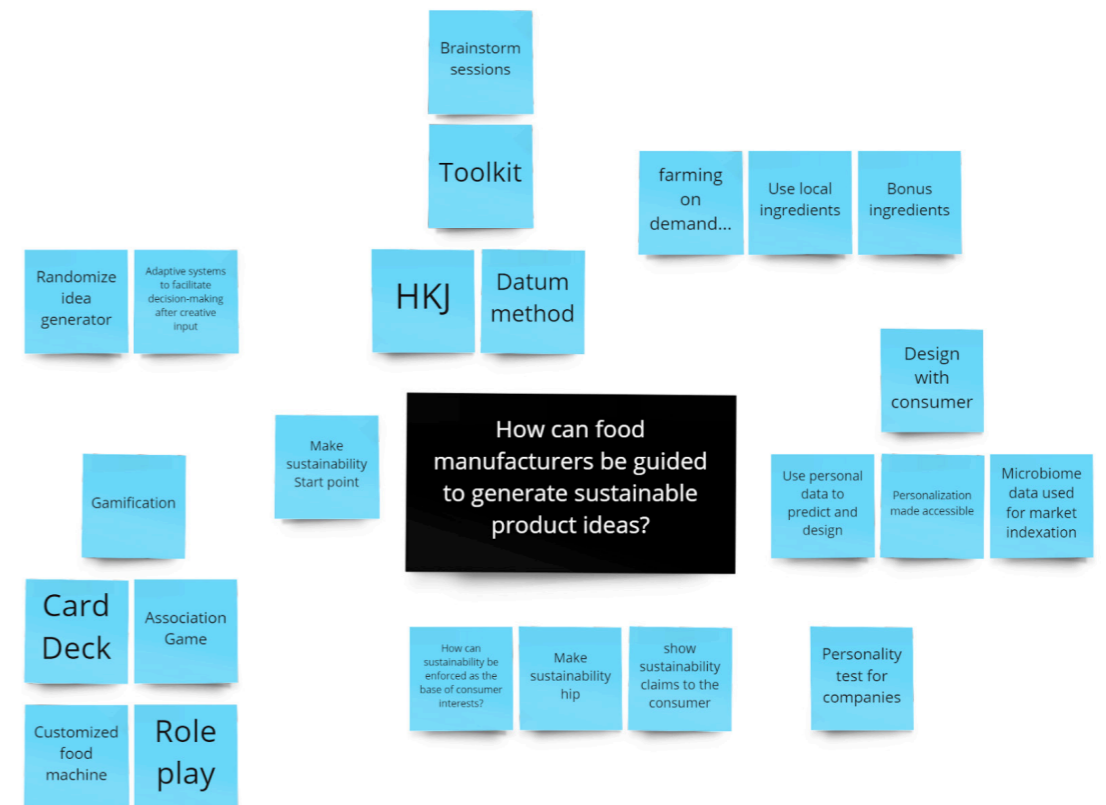 Brainstorm
sessions
Toolkit
farming
on
demand...
Use local
ingredients
Bonus
ingredients
Randomize
idea
generator
Adaptive systems
to facilitate
decision-making
after creative
input
HKJ
Datum
method
Design
with
consumer
Make
sustainability
Start point
How can food
manufacturers be guided
to generate sustainable
product ideas?
Gamification
Use personal
data to
predict and
design
Personalization
made accessible
Microbiome
data used
for market
indexation
Card
Deck
Association
Game
How can
sustainability be
enforced as the
base of consumer
interests?
Make
sustainability
hip
show
sustainability
claims to the
consumer
Personality
test for
companies
Customized
food
machine
Role
play